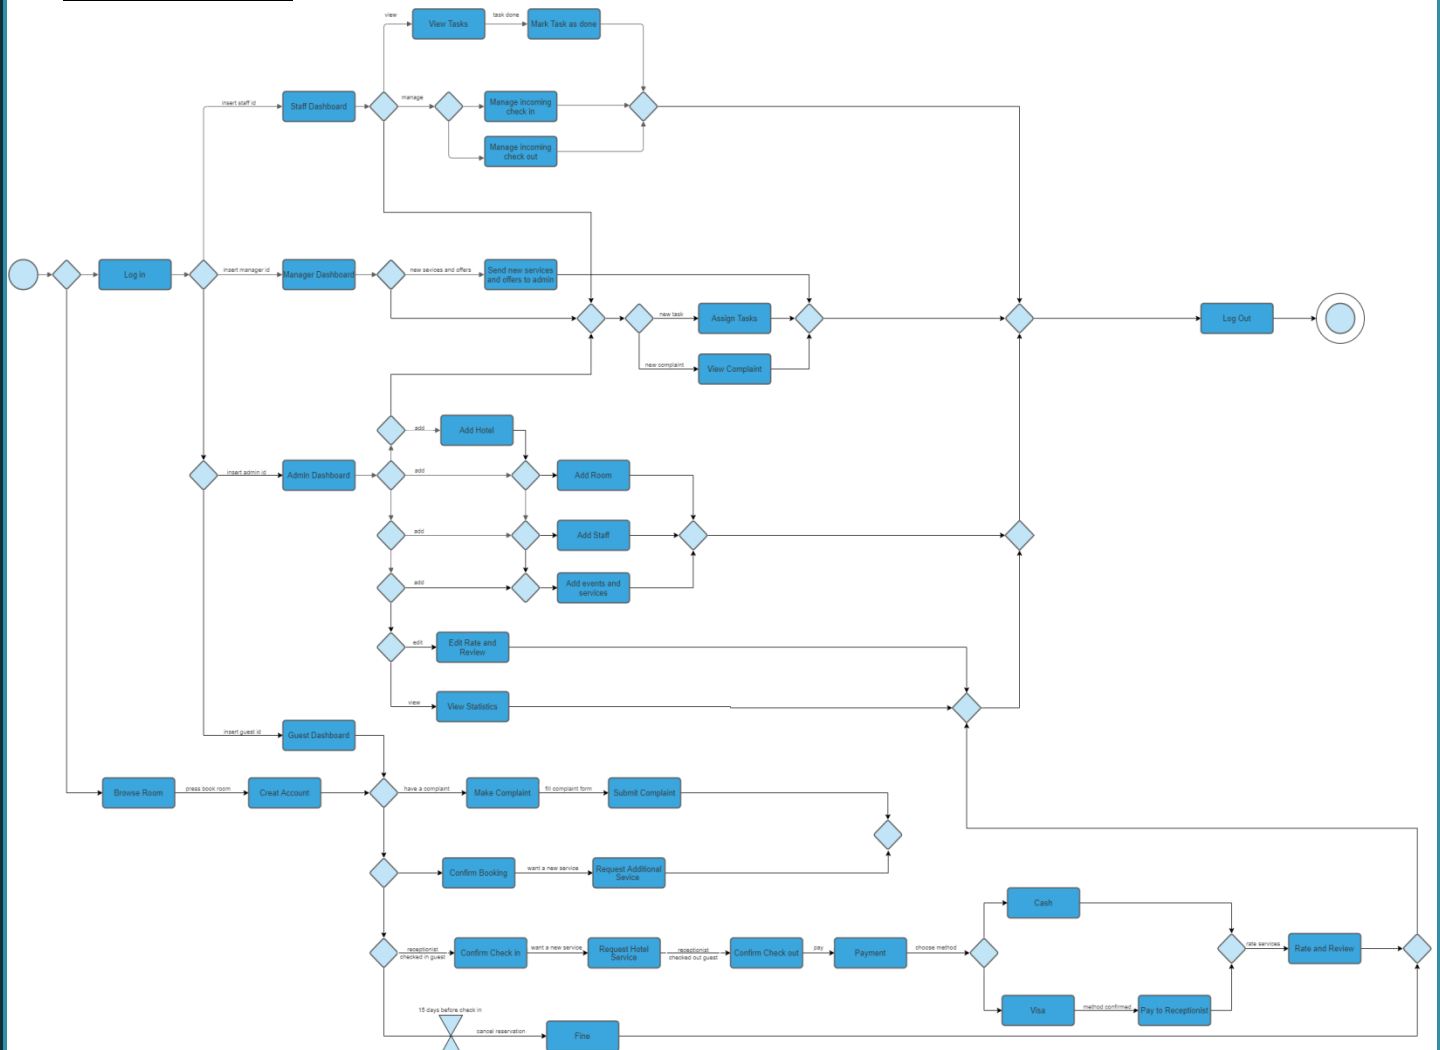 view
View Tasks
task done
Mark Task as done
insert staff id
Staff Dashboard
manage
Manage incoming
check in
Manage incoming
check out
Log in
insert manager id
Manager Dashboard
new sevices and offers
Send new services
and offers to admin
new task
Assign Tasks
new complaint
View Complaint
Log Out
add
Add Hotel
insert admin id
Admin Dashboard
add
Add Room
add
Add Staff
add
Add events and
services
edit
Edit Rate and
Review
view
View Statistics
insert guest id
Guest Dashboard
Browse Room
press book room
Creat Account
have a complaint
Make Complaint
fill complaint form
Submit Complaint
Confirm Booking
want a new service
Request Additional
Sevice
receptionist
checked in guest
Confirm Check in
want a new service
Request Hotel
Service
receptionist
checked out guest
Confirm Check out
pay
Payment
choose method
Cash
rate services
Rate and Review
Visa
method confirmed
Pay to Receptionist
15 days before check in
cancel reservation
Fine